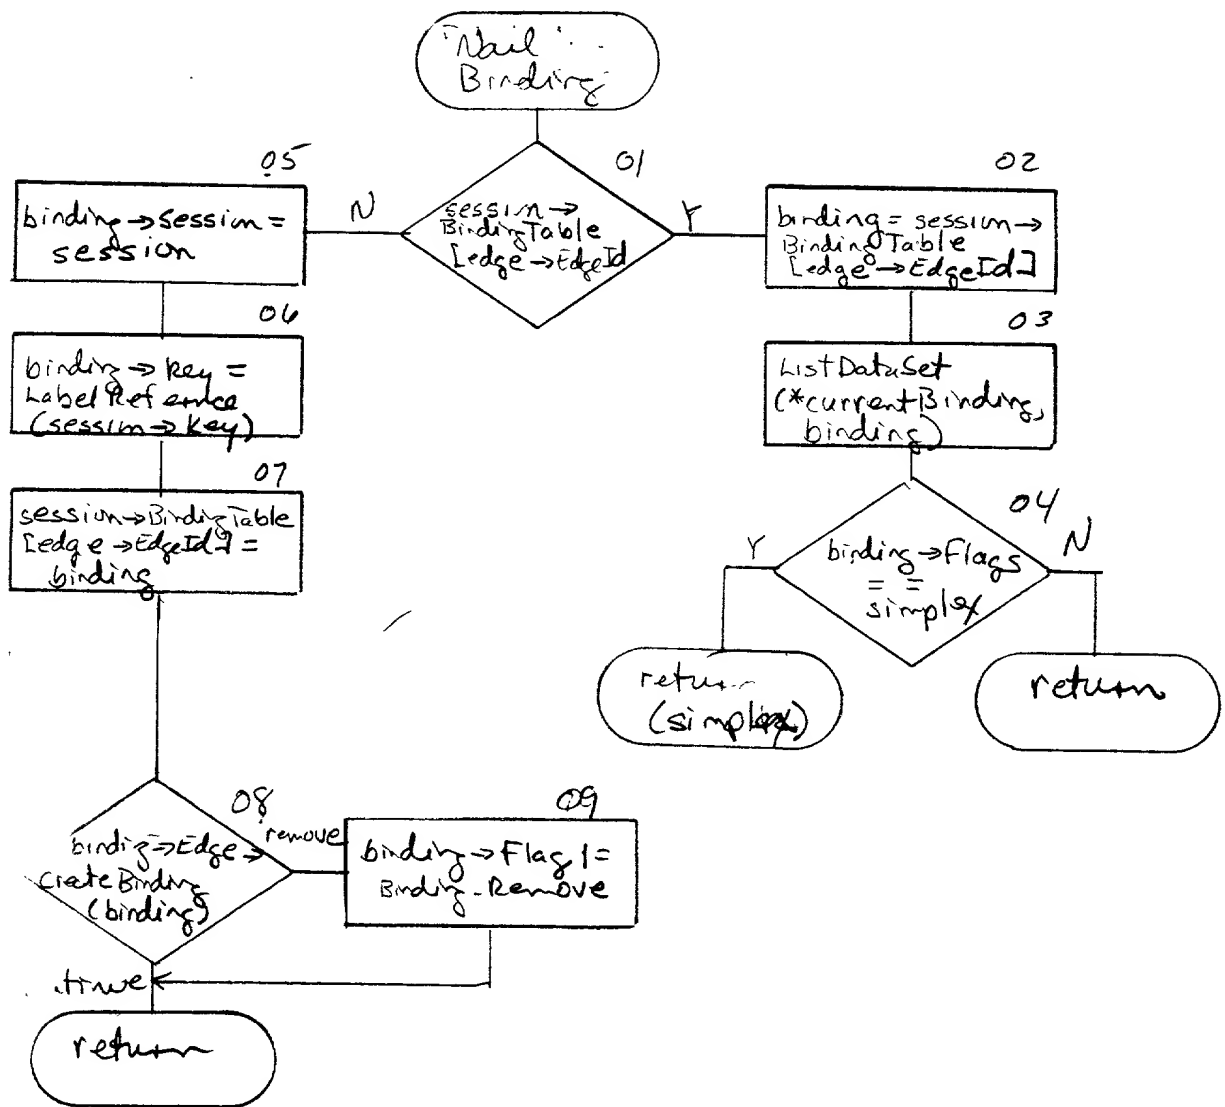 "Nail"
Binding
01
session→
BindingTable
[edge→EdgeId
N
Y
05
binding→session=
session
06
binding→key=
LabelReference
(session→key)
07
session→BindingTable
[edge→EdgeId]=
binding
02
binding=session→
BindingTable
[edge→EdgeId]
03
ListDataSet
(*currentBinding,
binding)
04
binding→Flags
==
simplex
Y
N
return
(simplex)
return
08
binding→Edge→
createBinding
(binding)
remove
09
binding→Flag|=
Binding_Remove
return